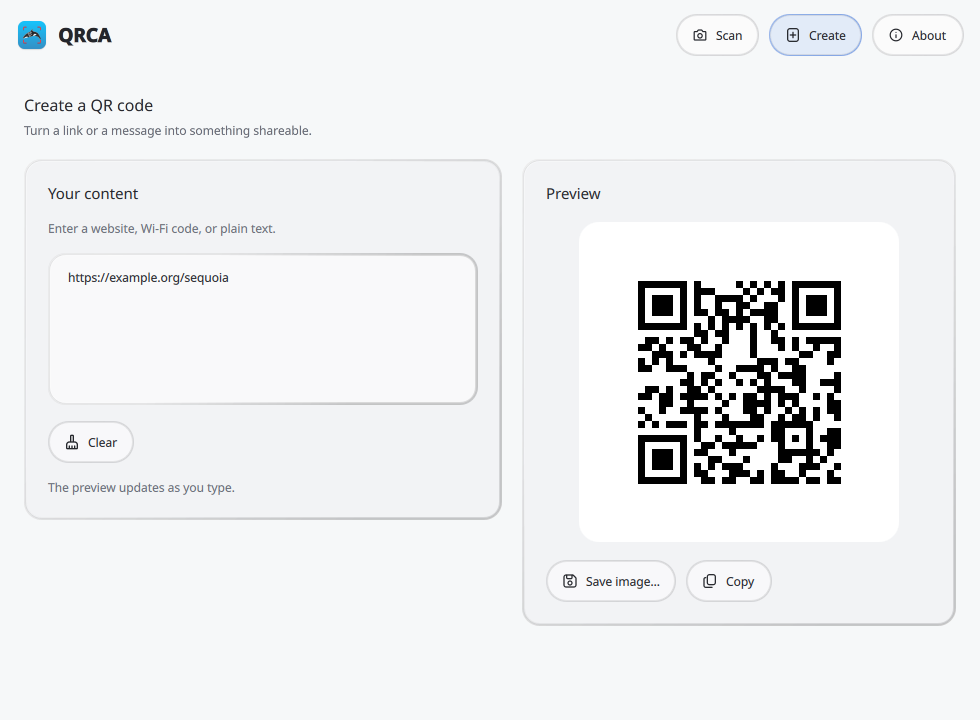 QRCA
Scan
Create
About
Create a QR code
Turn a link or a message into something shareable.
Your content
Enter a website, Wi-Fi code, or plain text.
https://example.org/sequoia
Clear
The preview updates as you type.
Preview
Save image...
Copy